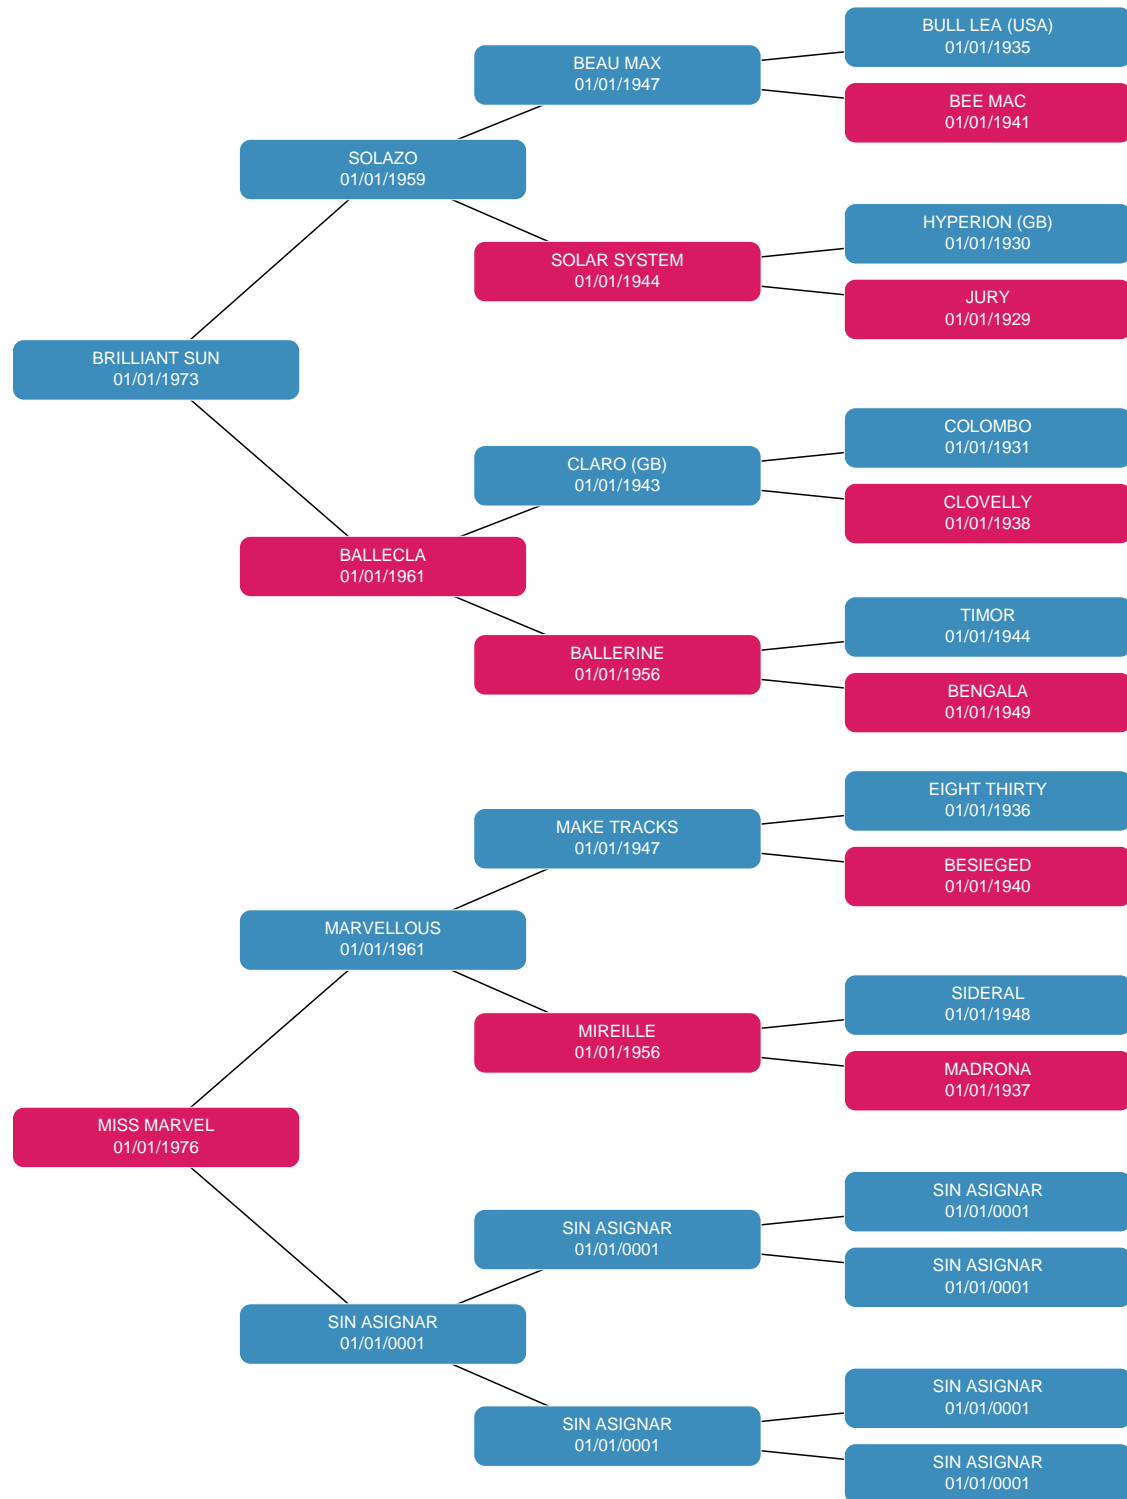 BULL LEA (USA)
01/01/1935
BEAU MAX
01/01/1947
BEE MAC
01/01/1941
SOLAZO
01/01/1959
HYPERION (GB)
01/01/1930
SOLAR SYSTEM
01/01/1944
JURY
01/01/1929
BRILLIANT SUN
01/01/1973
COLOMBO
01/01/1931
CLARO (GB)
01/01/1943
CLOVELLY
01/01/1938
BALLECLA
01/01/1961
TIMOR
01/01/1944
BALLERINE
01/01/1956
BENGALA
01/01/1949
EIGHT THIRTY
01/01/1936
MAKE TRACKS
01/01/1947
BESIEGED
01/01/1940
MARVELLOUS
01/01/1961
SIDERAL
01/01/1948
MIREILLE
01/01/1956
MADRONA
01/01/1937
MISS MARVEL
01/01/1976
SIN ASIGNAR
01/01/0001
SIN ASIGNAR
01/01/0001
SIN ASIGNAR
01/01/0001
SIN ASIGNAR
01/01/0001
SIN ASIGNAR
01/01/0001
SIN ASIGNAR
01/01/0001
SIN ASIGNAR
01/01/0001